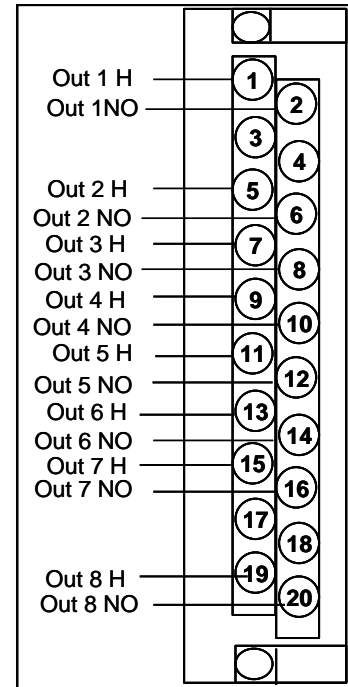 Out 1 H
1
Out 1NO
2
3
4
Out 2 H
5
Out 2 NO
6
Out 3 H
7
Out 3 NO
8
Out 4 H
9
Out 4 NO
10
Out 5 H
11
Out 5 NO
12
Out 6 H
13
Out 6 NO
14
Out 7 H
15
Out 7 NO
16
17
18
Out 8 H
19
Out 8 NO
20